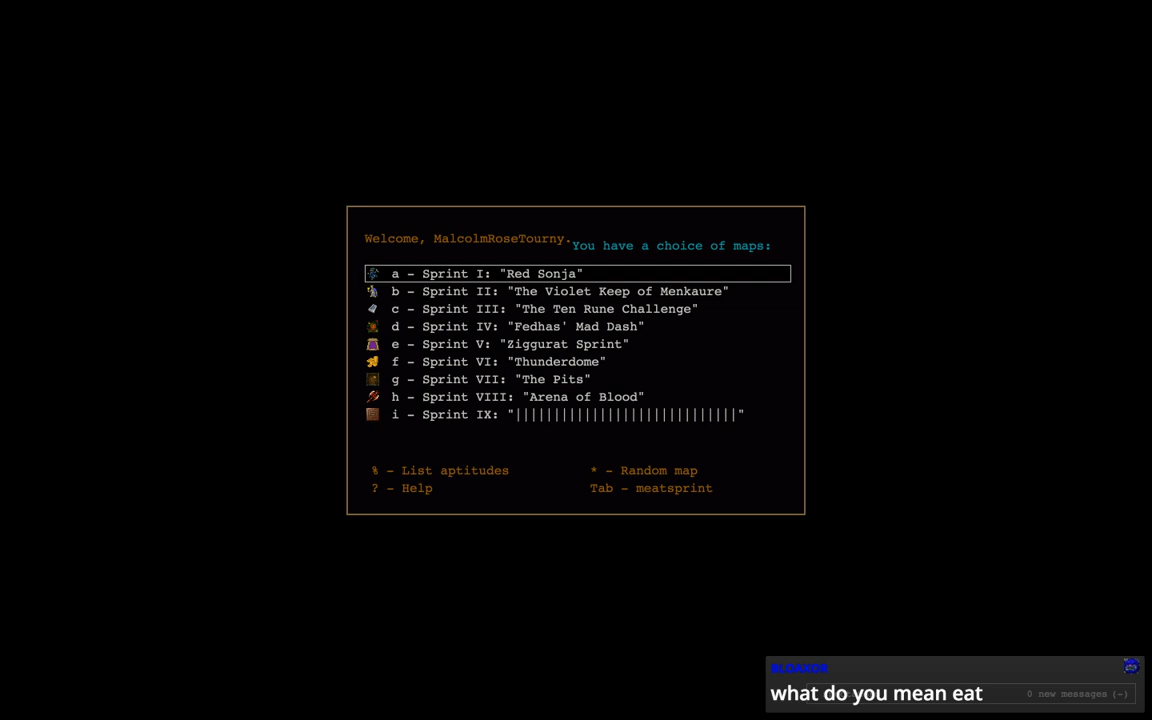 Welcome, MalcolmRoseTourny. You have a choice of maps:
a - Sprint I: "Red Sonja"
b - Sprint II: "The Violet Keep of Menkaure"
c - Sprint III: "The Ten Rune Challenge"
d - Sprint IV: "Fedhas' Mad Dash"
e - Sprint V: "Ziggurat Sprint"
f - Sprint VI: "Thunderdome"
g - Sprint VII: "The Pits"
h - Sprint VIII: "Arena of Blood"
i - Sprint IX: "|||||||||||||||||||||||||||||"
% - List aptitudes * - Random map
? - Help Tab - meatsprint
what do you mean eat 0 new messages (-)